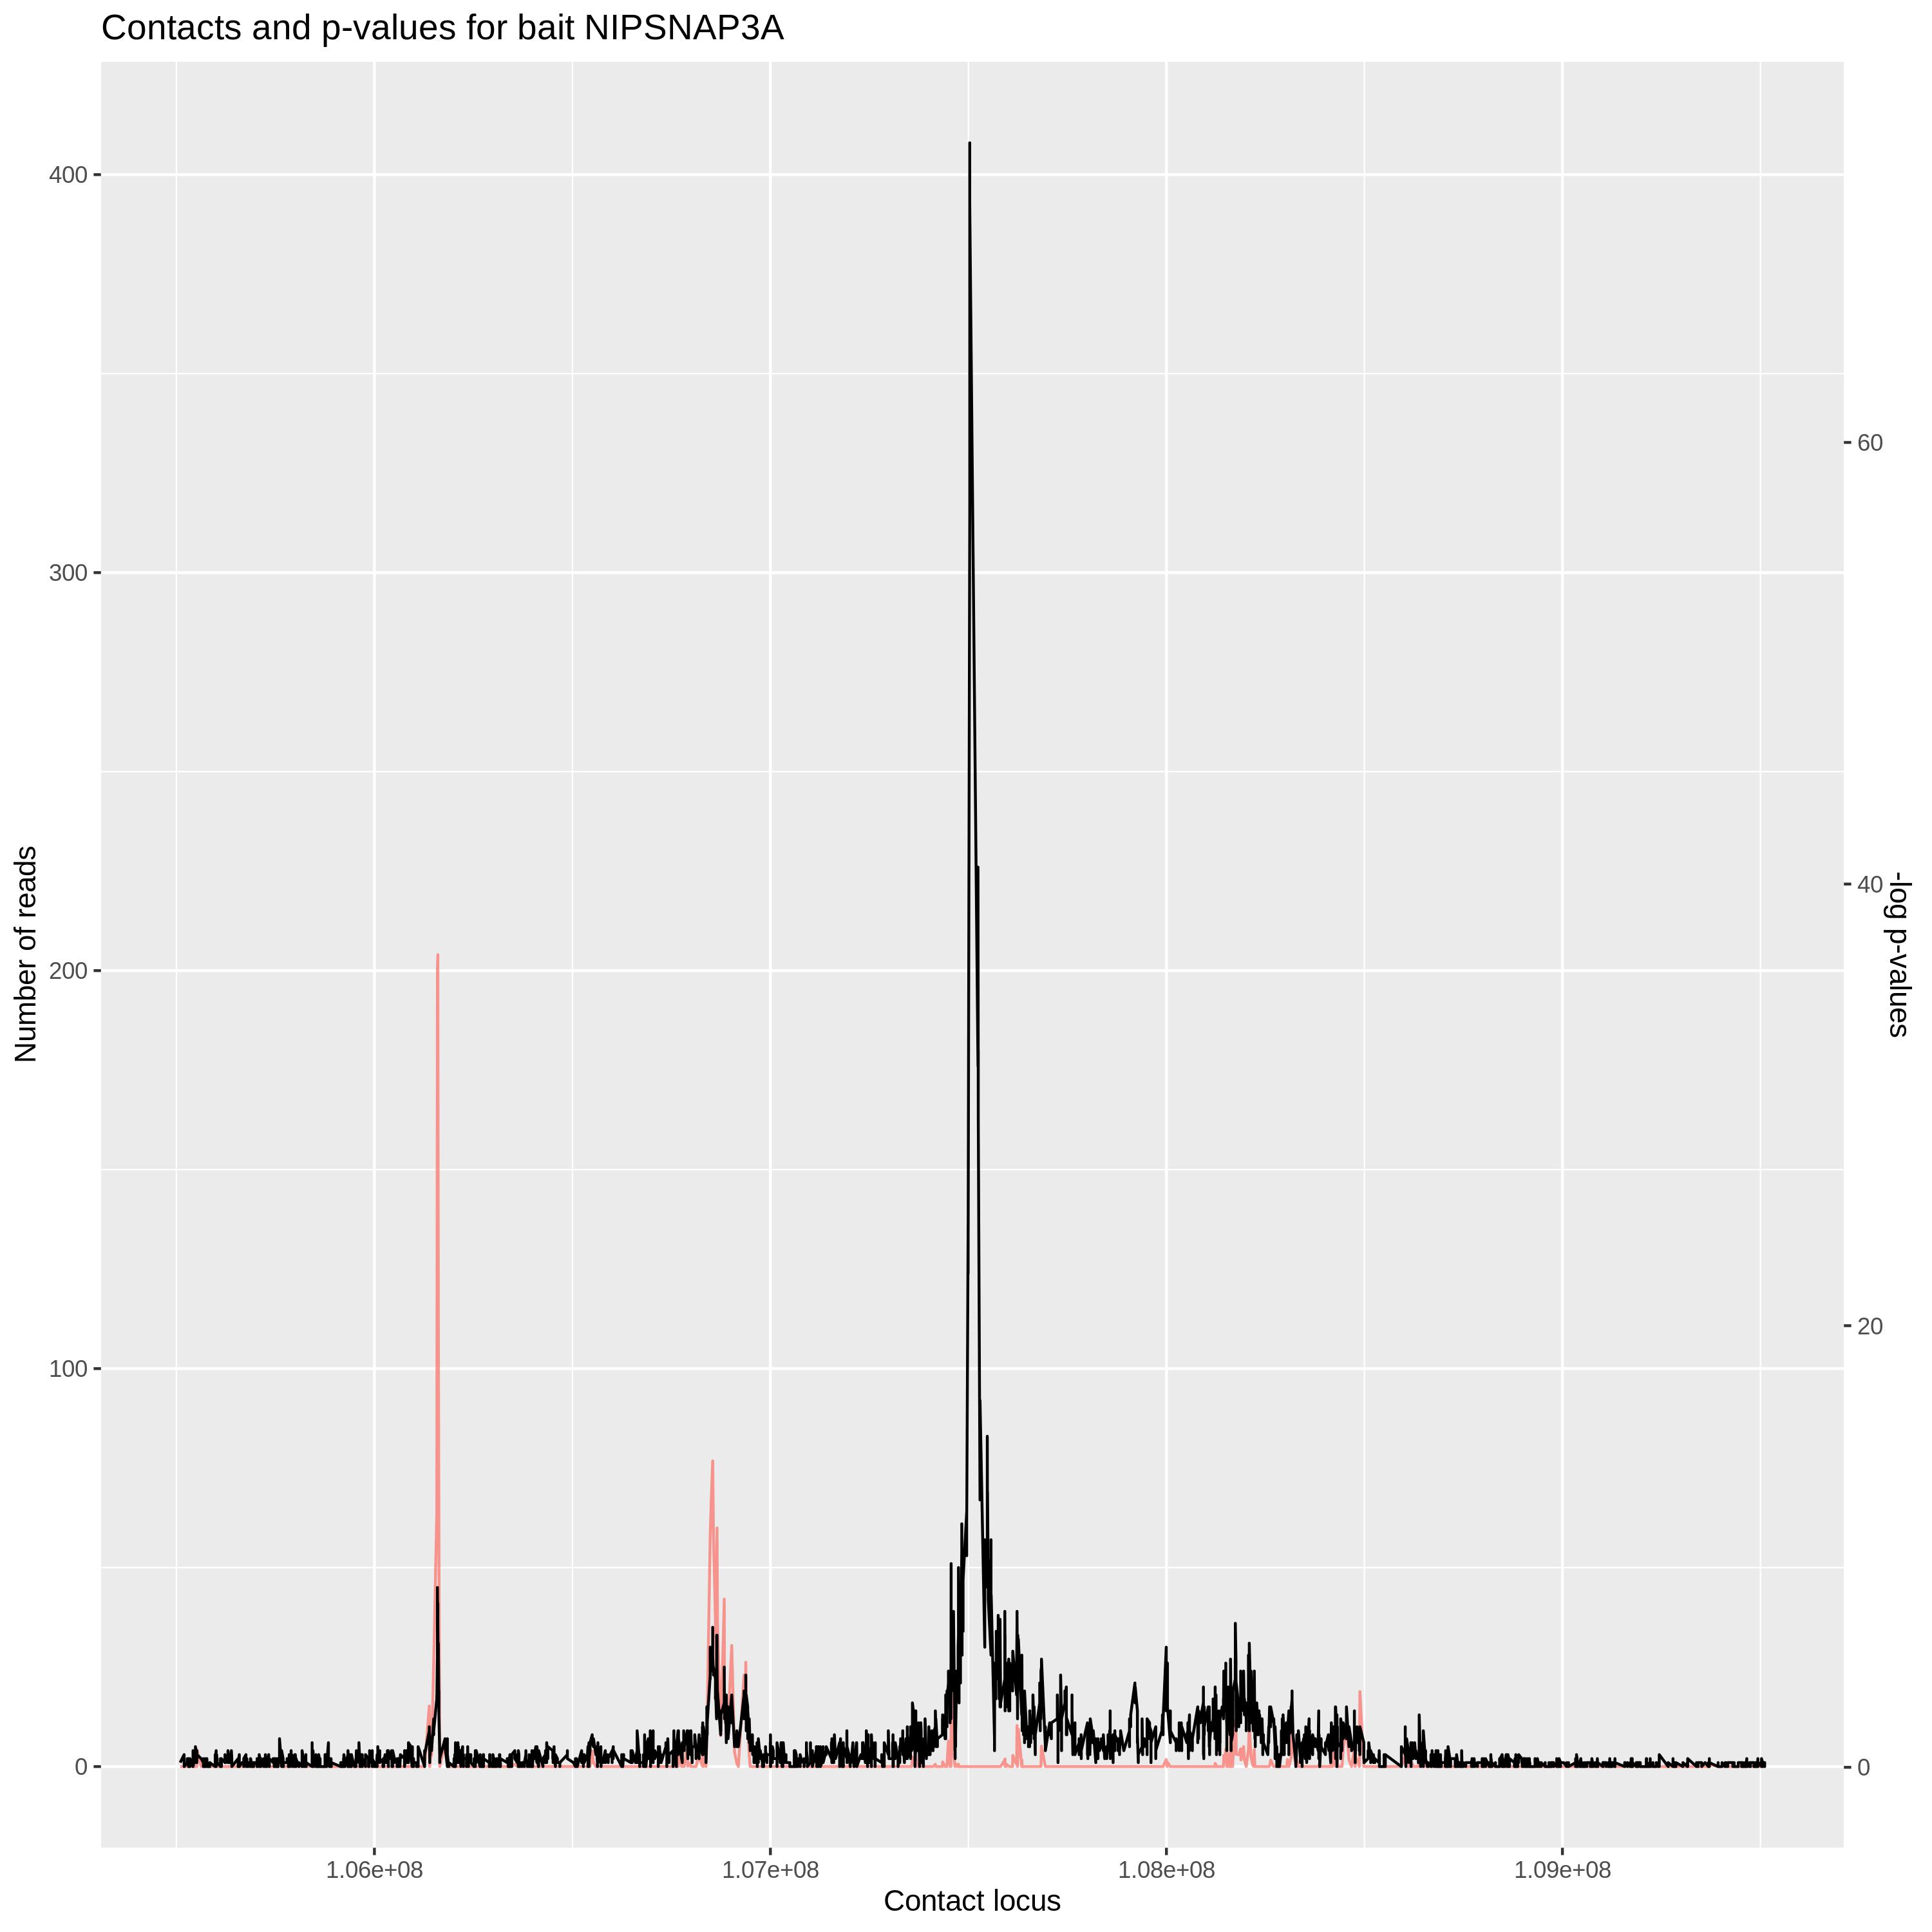 Contacts and p-values for bait NIPSNAP3A
400
300
200
100
0
Number of reads
60
40
20
0
-log p-values
1.06e+08
1.07e+08
1.08e+08
1.09e+08
Contact locus